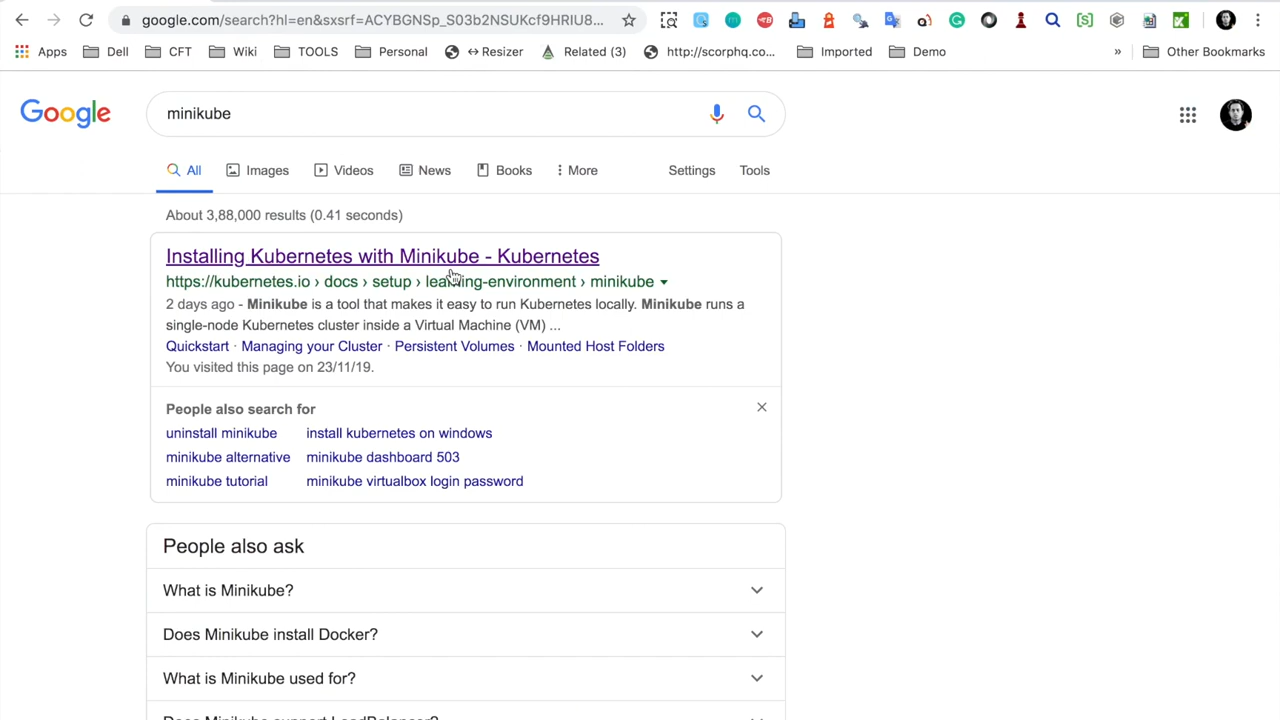 google.com/search?hl=en&sxsrf=ACYBGNSp_S03b2NSUKcf9HRIU8...
Apps Dell CFT Wiki TOOLS Personal ↔Resizer Related (3) http://scorphq.co... Imported Demo » Other Bookmarks
Google minikube
All Images Videos News Books More Settings Tools
About 3,88,000 results (0.41 seconds)
Installing Kubernetes with Minikube - Kubernetes
https://kubernetes.io › docs › setup › learning-environment › minikube
2 days ago - Minikube is a tool that makes it easy to run Kubernetes locally. Minikube runs a
single-node Kubernetes cluster inside a Virtual Machine (VM) ...
Quickstart · Managing your Cluster · Persistent Volumes · Mounted Host Folders
You visited this page on 23/11/19.
People also search for
uninstall minikube install kubernetes on windows
minikube alternative minikube dashboard 503
minikube tutorial minikube virtualbox login password
People also ask
What is Minikube?
Does Minikube install Docker?
What is Minikube used for?
Does Minikube support LoadBalancer?